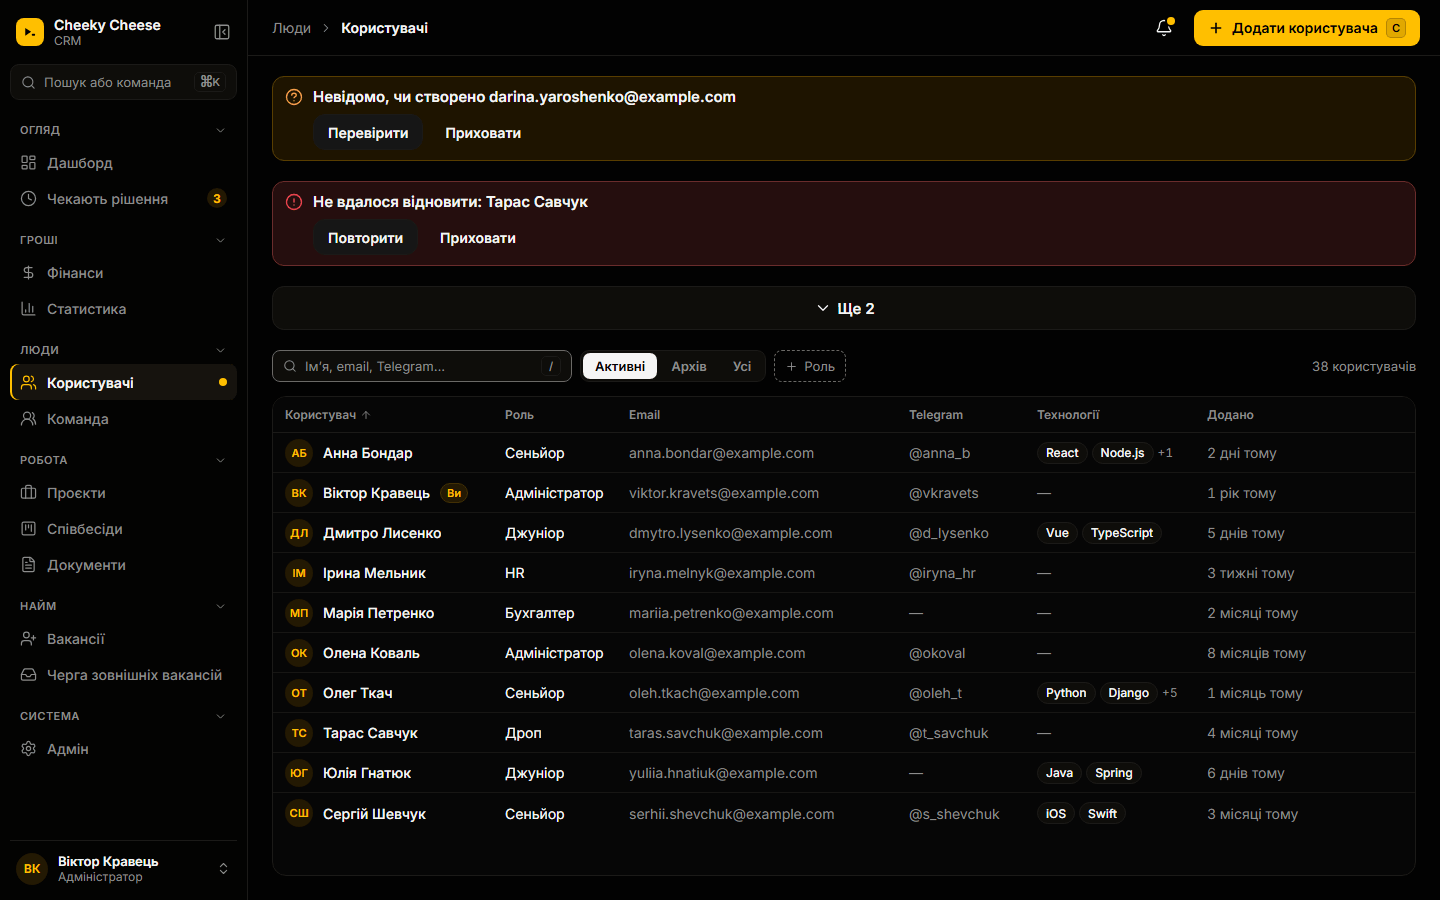 Cheeky Cheese
CRM
Пошук або команда ⌘K
ОГЛЯД
Дашборд
Чекають рішення 3
ГРОШІ
Фінанси
Статистика
ЛЮДИ
Користувачі
Команда
РОБОТА
Проєкти
Співбесіди
Документи
НАЙМ
Вакансії
Черга зовнішніх вакансій
СИСТЕМА
Адмін
ВК Віктор Кравець
Адміністратор
Люди > Користувачі
+ Додати користувача C
Невідомо, чи створено darina.yaroshenko@example.com
Перевірити Приховати
Не вдалося відновити: Тарас Савчук
Повторити Приховати
Ще 2
Ім’я, email, Telegram... / Активні Архів Усі + Роль 38 користувачів
Користувач ↑ Роль Email Telegram Технології Додано
АБ Анна Бондар Сеньйор anna.bondar@example.com @anna_b React Node.js +1 2 дні тому
ВК Віктор Кравець Ви Адміністратор viktor.kravets@example.com @vkravets — 1 рік тому
ДЛ Дмитро Лисенко Джуніор dmytro.lysenko@example.com @d_lysenko Vue TypeScript 5 днів тому
ІМ Ірина Мельник HR iryna.melnyk@example.com @iryna_hr — 3 тижні тому
МП Марія Петренко Бухгалтер mariia.petrenko@example.com — — 2 місяці тому
ОК Олена Коваль Адміністратор olena.koval@example.com @okoval — 8 місяців тому
ОТ Олег Ткач Сеньйор oleh.tkach@example.com @oleh_t Python Django +5 1 місяць тому
ТС Тарас Савчук Дроп taras.savchuk@example.com @t_savchuk — 4 місяці тому
ЮГ Юлія Гнатюк Джуніор yuliia.hnatiuk@example.com — Java Spring 6 днів тому
СШ Сергій Шевчук Сеньйор serhii.shevchuk@example.com @s_shevchuk iOS Swift 3 місяці тому